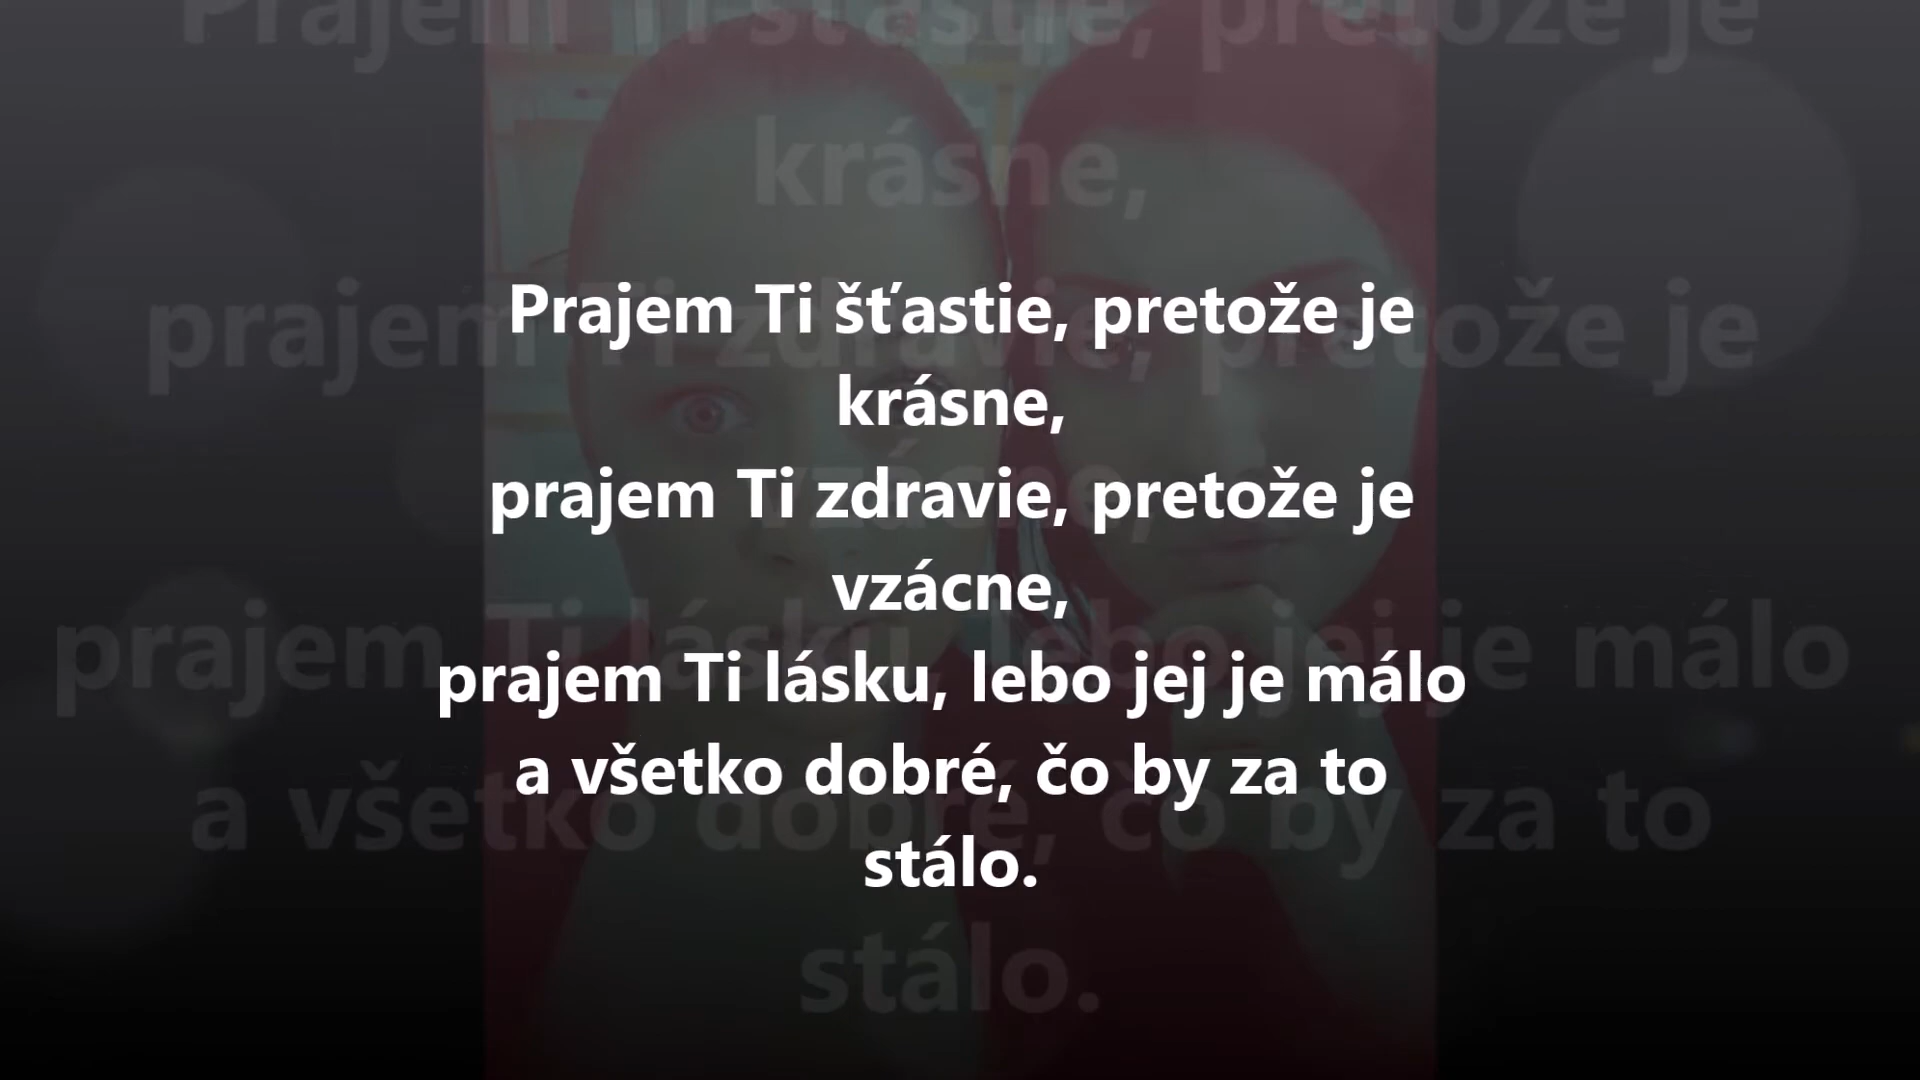 Prajem Ti šťastie, pretože je
krásne,
prajem Ti zdravie, pretože je
vzácne,
prajem Ti lásku, lebo jej je málo
a všetko dobré, čo by za to
stálo.